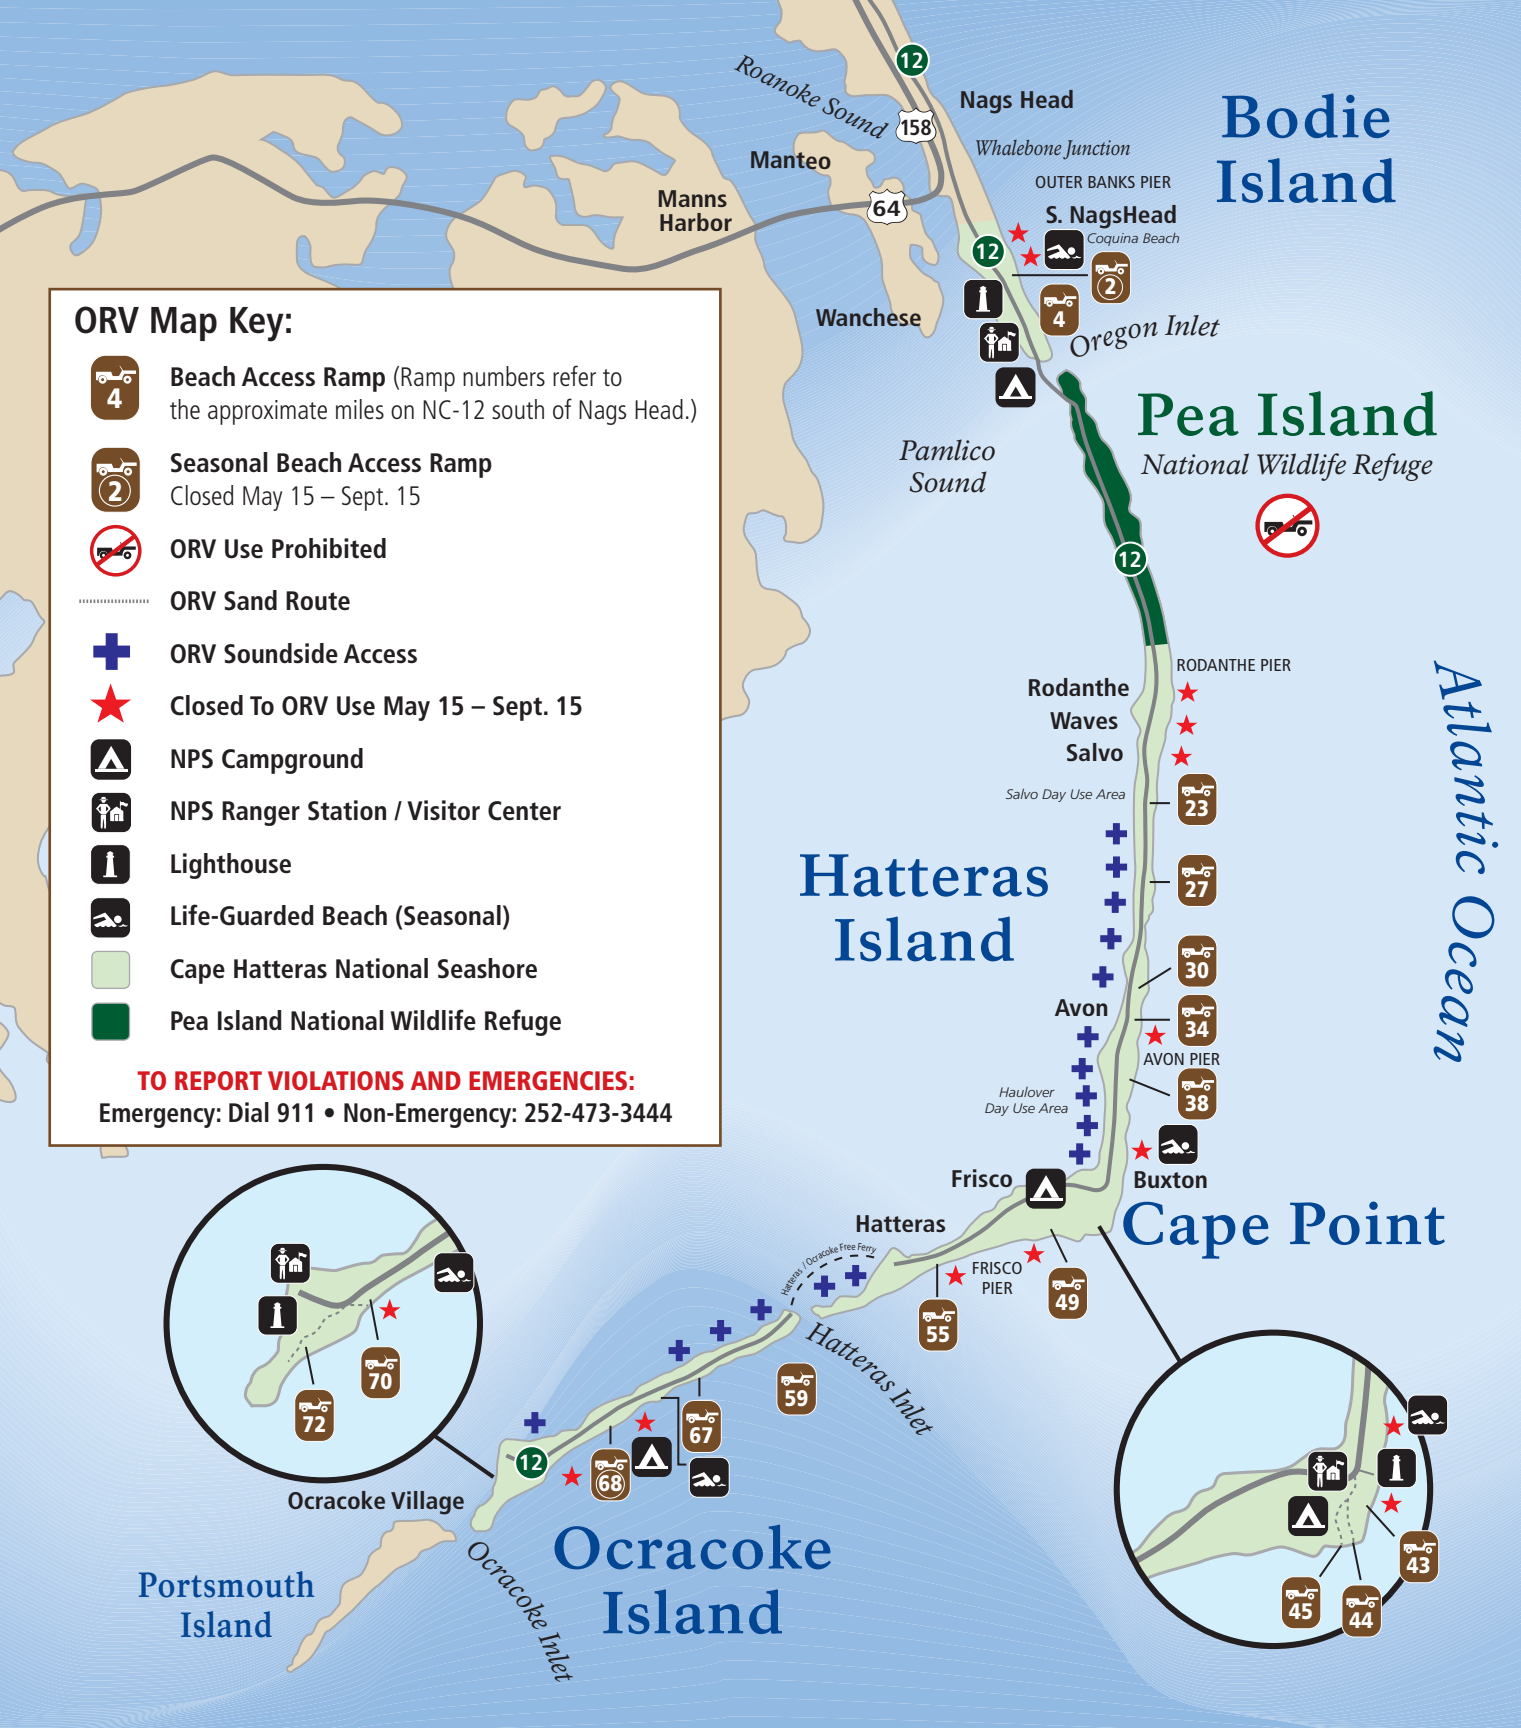 12
Roanoke Sound
Nags Head
158
Bodie
Island
Whalebone Junction
Manteo
OUTER BANKS PIER
Manns
Harbor
64
S. NagsHead
Coquina Beach
12
2
4
Wanchese
Oregon Inlet
ORV Map Key:
4
Beach Access Ramp (Ramp numbers refer to
the approximate miles on NC-12 south of Nags Head.)
2
Seasonal Beach Access Ramp
Closed May 15 – Sept. 15
ORV Use Prohibited
ORV Sand Route
ORV Soundside Access
Closed To ORV Use May 15 – Sept. 15
NPS Campground
NPS Ranger Station / Visitor Center
Lighthouse
Life-Guarded Beach (Seasonal)
Cape Hatteras National Seashore
Pea Island National Wildlife Refuge
TO REPORT VIOLATIONS AND EMERGENCIES:
Emergency: Dial 911 • Non-Emergency: 252-473-3444
Pea Island
National Wildlife Refuge
Pamlico
Sound
12
RODANTHE PIER
Rodanthe
Waves
Salvo
Atlantic Ocean
Salvo Day Use Area
23
Hatteras
Island
27
30
Avon
34
AVON PIER
Haulover
Day Use Area
38
Frisco
Buxton
Cape Point
Hatteras
Hatteras / Ocracoke Free Ferry
FRISCO
PIER
49
55
Hatteras Inlet
59
67
68
12
70
72
Ocracoke Village
Ocracoke
Island
Ocracoke Inlet
Portsmouth
Island
43
45
44